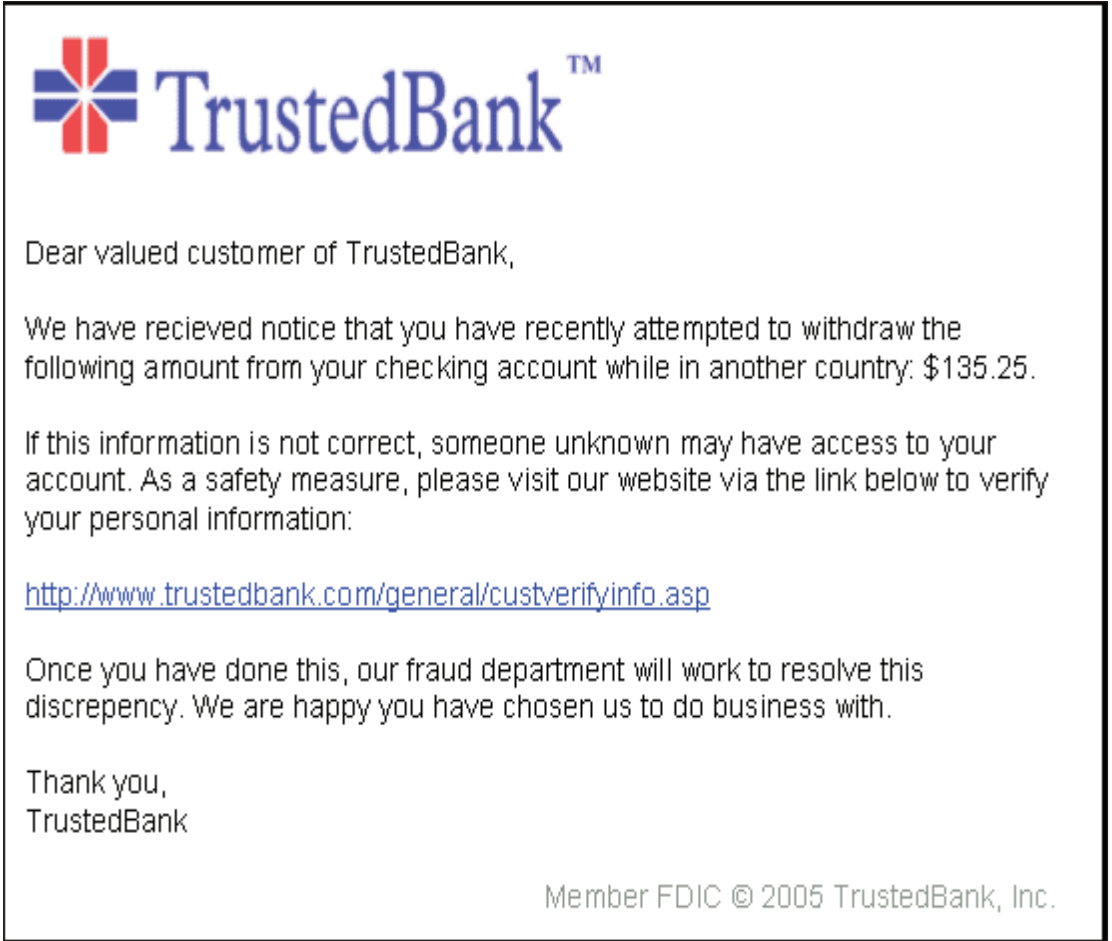 TrustedBank™
Dear valued customer of TrustedBank,
We have recieved notice that you have recently attempted to withdraw the
following amount from your checking account while in another country: $135.25.
If this information is not correct, someone unknown may have access to your
account. As a safety measure, please visit our website via the link below to verify
your personal information:
http://www.trustedbank.com/general/custverifyinfo.asp
Once you have done this, our fraud department will work to resolve this
discrepency. We are happy you have chosen us to do business with.
Thank you,
TrustedBank
Member FDIC © 2005 TrustedBank, Inc.